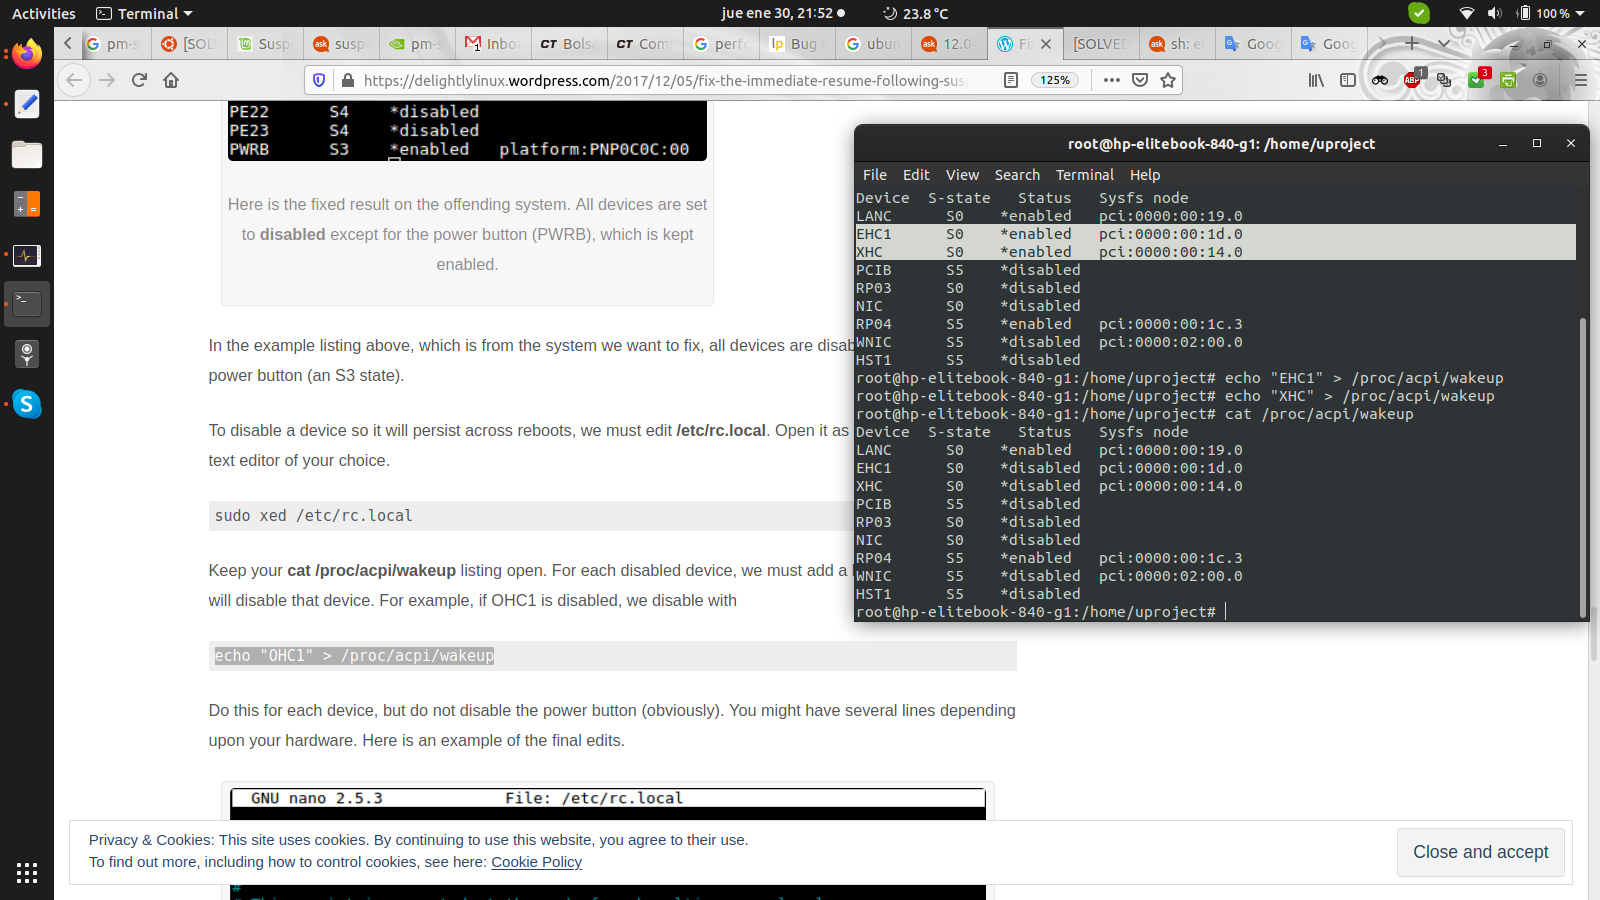 Activities
Terminal
jue ene 30, 21:52
23.8 °C
100 %
pm-s
[SOL
Susp
susp
pm-s
Inbo
CT Bolsa
CT Com
perfo
lp Bug
ubun
ask 12.04
Fix
[SOLVED
ask sh: e
Goog
Goog
https://delightlylinux.wordpress.com/2017/12/05/fix-the-immediate-resume-following-sus
125%
ABP
1
3
PE22 S4 *disabled
PE23 S4 *disabled
PWRB S3 *enabled platform:PNP0C0C:00
Here is the fixed result on the offending system. All devices are set
to disabled except for the power button (PWRB), which is kept
enabled.
In the example listing above, which is from the system we want to fix, all devices are disab
power button (an S3 state).
To disable a device so it will persist across reboots, we must edit /etc/rc.local. Open it as
text editor of your choice.
sudo xed /etc/rc.local
Keep your cat /proc/acpi/wakeup listing open. For each disabled device, we must add a
will disable that device. For example, if OHC1 is disabled, we disable with
echo "OHC1" > /proc/acpi/wakeup
Do this for each device, but do not disable the power button (obviously). You might have several lines depending
upon your hardware. Here is an example of the final edits.
GNU nano 2.5.3 File: /etc/rc.local
#
Privacy & Cookies: This site uses cookies. By continuing to use this website, you agree to their use.
To find out more, including how to control cookies, see here: Cookie Policy
Close and accept
root@hp-elitebook-840-g1: /home/uproject
File Edit View Search Terminal Help
Device S-state Status Sysfs node
LANC S0 *enabled pci:0000:00:19.0
EHC1 S0 *enabled pci:0000:00:1d.0
XHC S0 *enabled pci:0000:00:14.0
PCIB S5 *disabled
RP03 S0 *disabled
NIC S0 *disabled
RP04 S5 *enabled pci:0000:00:1c.3
WNIC S5 *disabled pci:0000:02:00.0
HST1 S5 *disabled
root@hp-elitebook-840-g1:/home/uproject# echo "EHC1" > /proc/acpi/wakeup
root@hp-elitebook-840-g1:/home/uproject# echo "XHC" > /proc/acpi/wakeup
root@hp-elitebook-840-g1:/home/uproject# cat /proc/acpi/wakeup
Device S-state Status Sysfs node
LANC S0 *enabled pci:0000:00:19.0
EHC1 S0 *disabled pci:0000:00:1d.0
XHC S0 *disabled pci:0000:00:14.0
PCIB S5 *disabled
RP03 S0 *disabled
NIC S0 *disabled
RP04 S5 *enabled pci:0000:00:1c.3
WNIC S5 *disabled pci:0000:02:00.0
HST1 S5 *disabled
root@hp-elitebook-840-g1:/home/uproject#